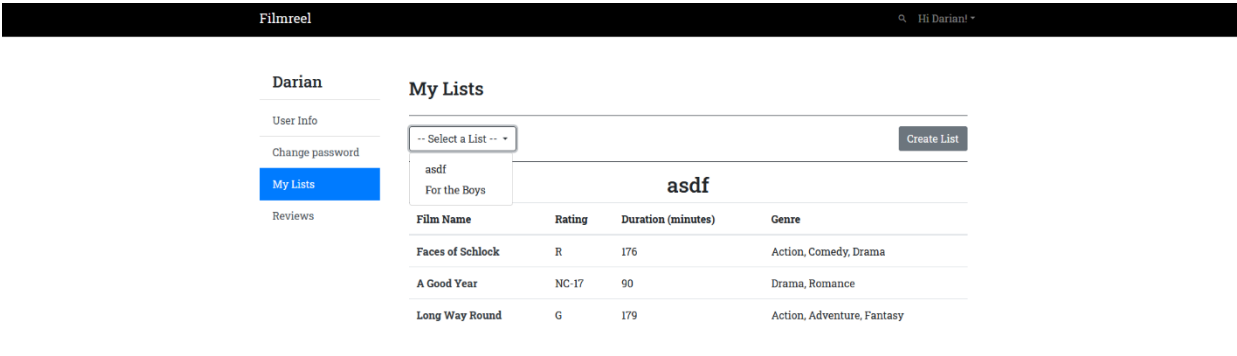 Filmreel Hi Darian!
Darian
User Info
Change password
My Lists
Reviews
My Lists
-- Select a List -- Create List
asdf
For the Boys
asdf
Film Name Rating Duration (minutes) Genre
Faces of Schlock R 176 Action, Comedy, Drama
A Good Year NC-17 90 Drama, Romance
Long Way Round G 179 Action, Adventure, Fantasy